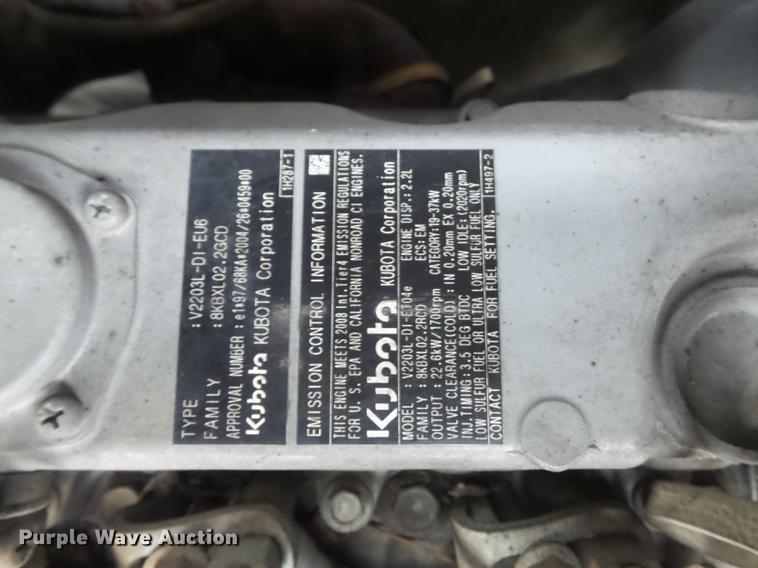 TYPE : V2203L-DI-EU6
FAMILY : 8KBXL02.2GCD
APPROVAL NUMBER : e1*97/68KA*2004/26*0459*00
Kubota KUBOTA Corporation
1H287-1
EMISSION CONTROL INFORMATION
THIS ENGINE MEETS 2008 Int.Tier4 EMISSION REGULATIONS
FOR U.S. EPA AND CALIFORNIA NONROAD CI ENGINES.
Kubota KUBOTA Corporation
MODEL : V2203L-DI-ET04e ENGINE DISP.: 2.2L
FAMILY : 8KBXL02.2RCD ECS: EM
OUTPUT : 22.6kW/1700rpm CATEGORY: 19-37kW
VALVE CLEARANCE(COLD) : IN 0.20mm EX 0.20mm
INJ.TIMING: 3.5 DEG BTDC LOW IDLE: (2020rpm)
LOW SULFUR FUEL OR ULTRA LOW SULFUR FUEL ONLY
CONTACT KUBOTA FOR FUEL SETTING. 1H497-2
Purple Wave Auction